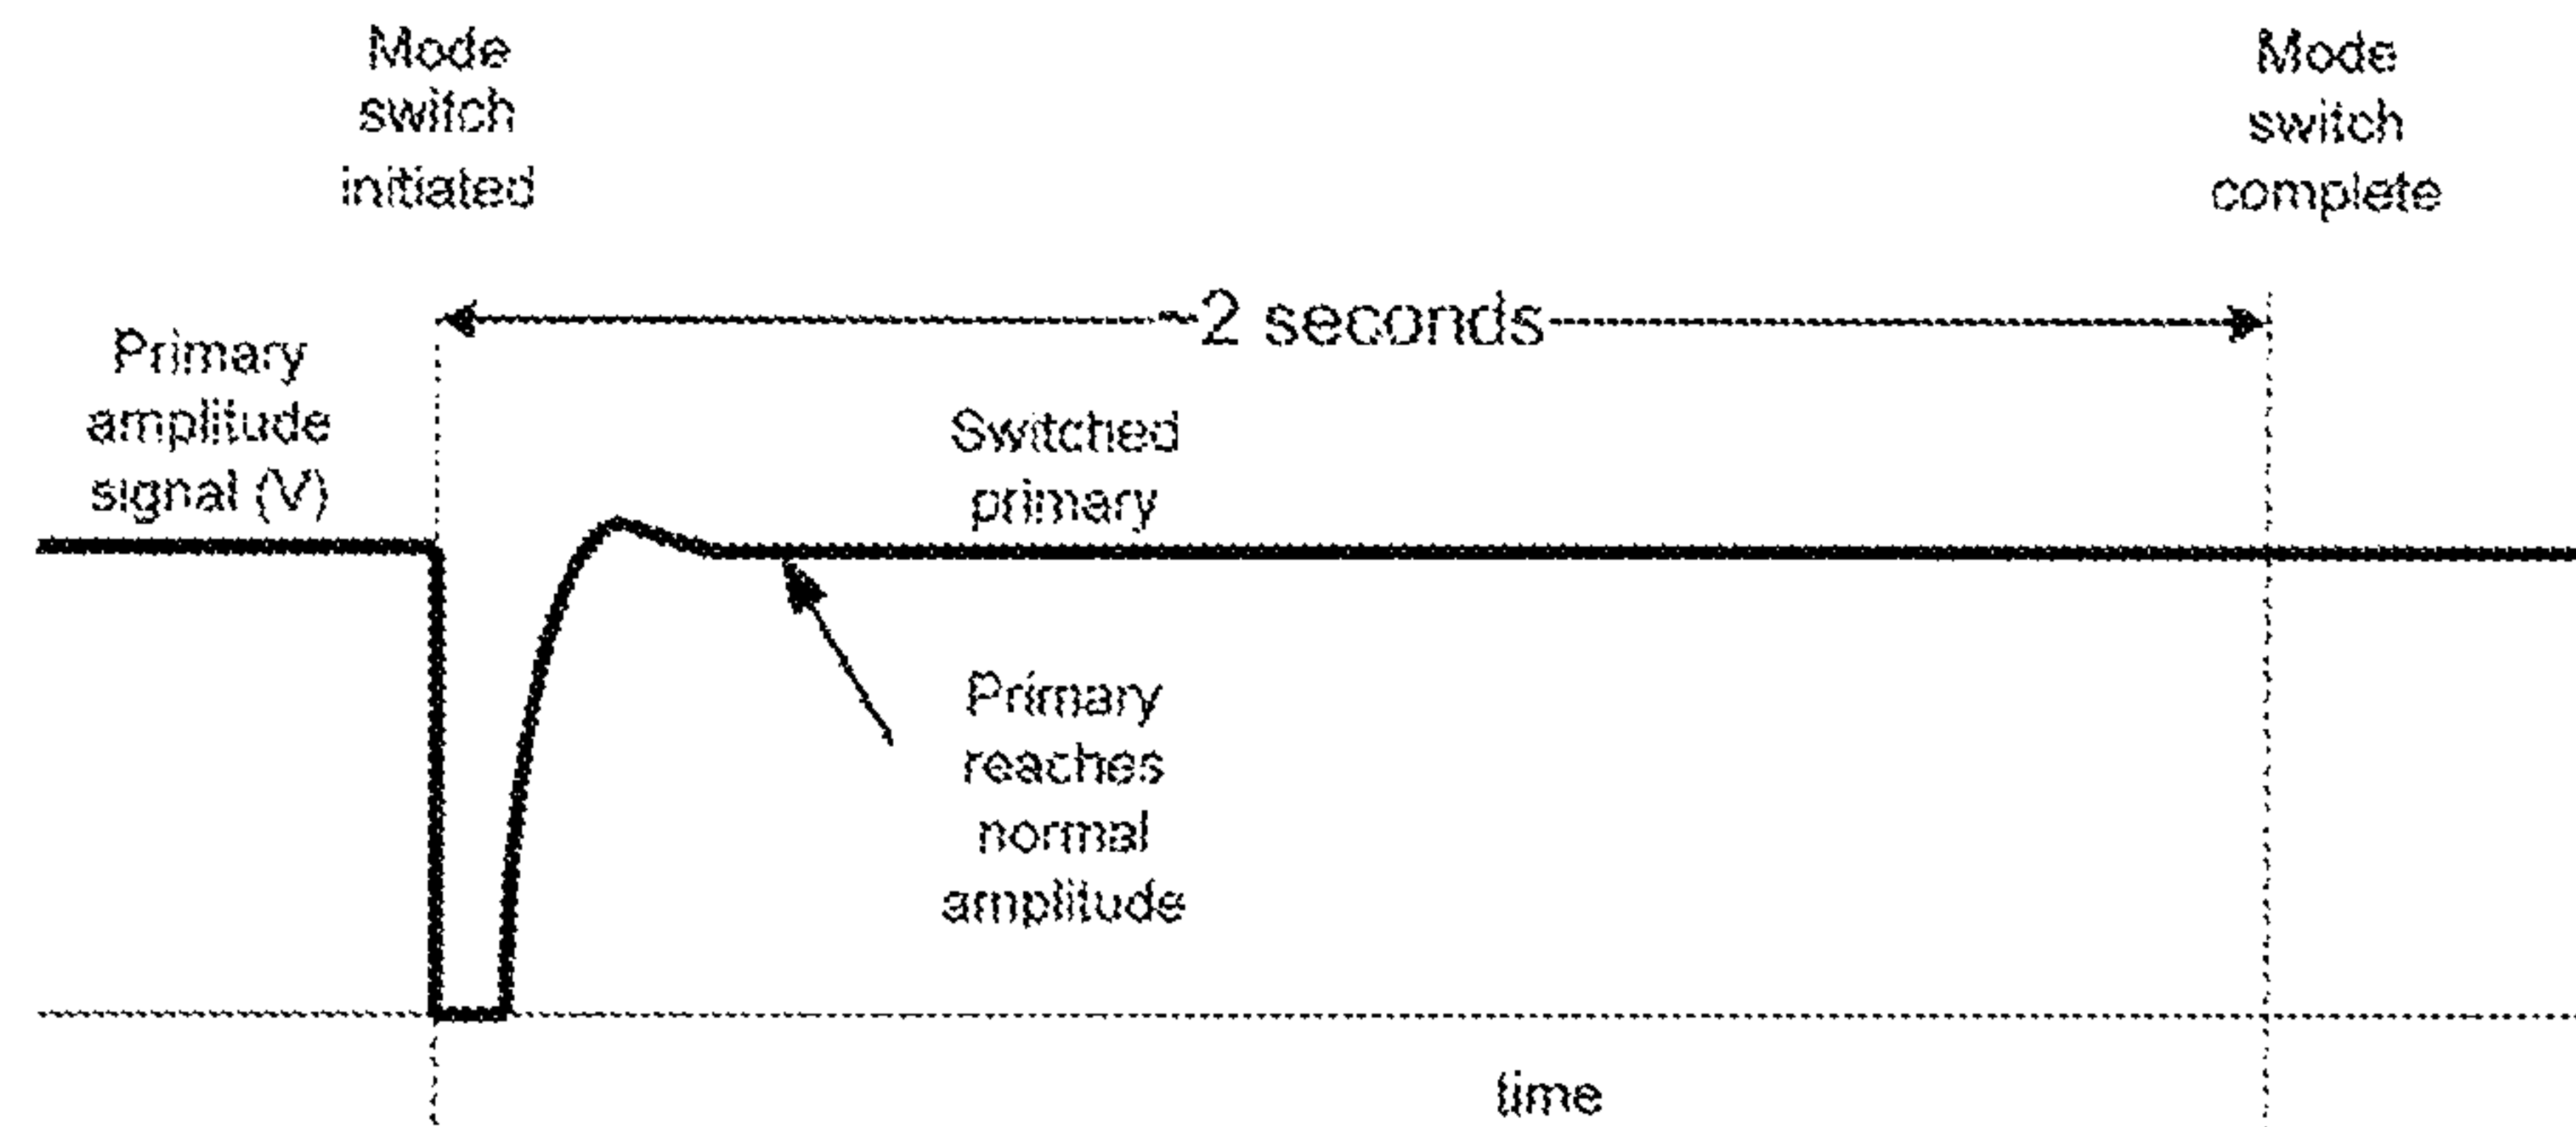 Mode
switch
initiated
Mode
switch
complete
~2 seconds
Primary
amplitude
signal (V)
Switched
primary
Primary
reaches
normal
amplitude
time